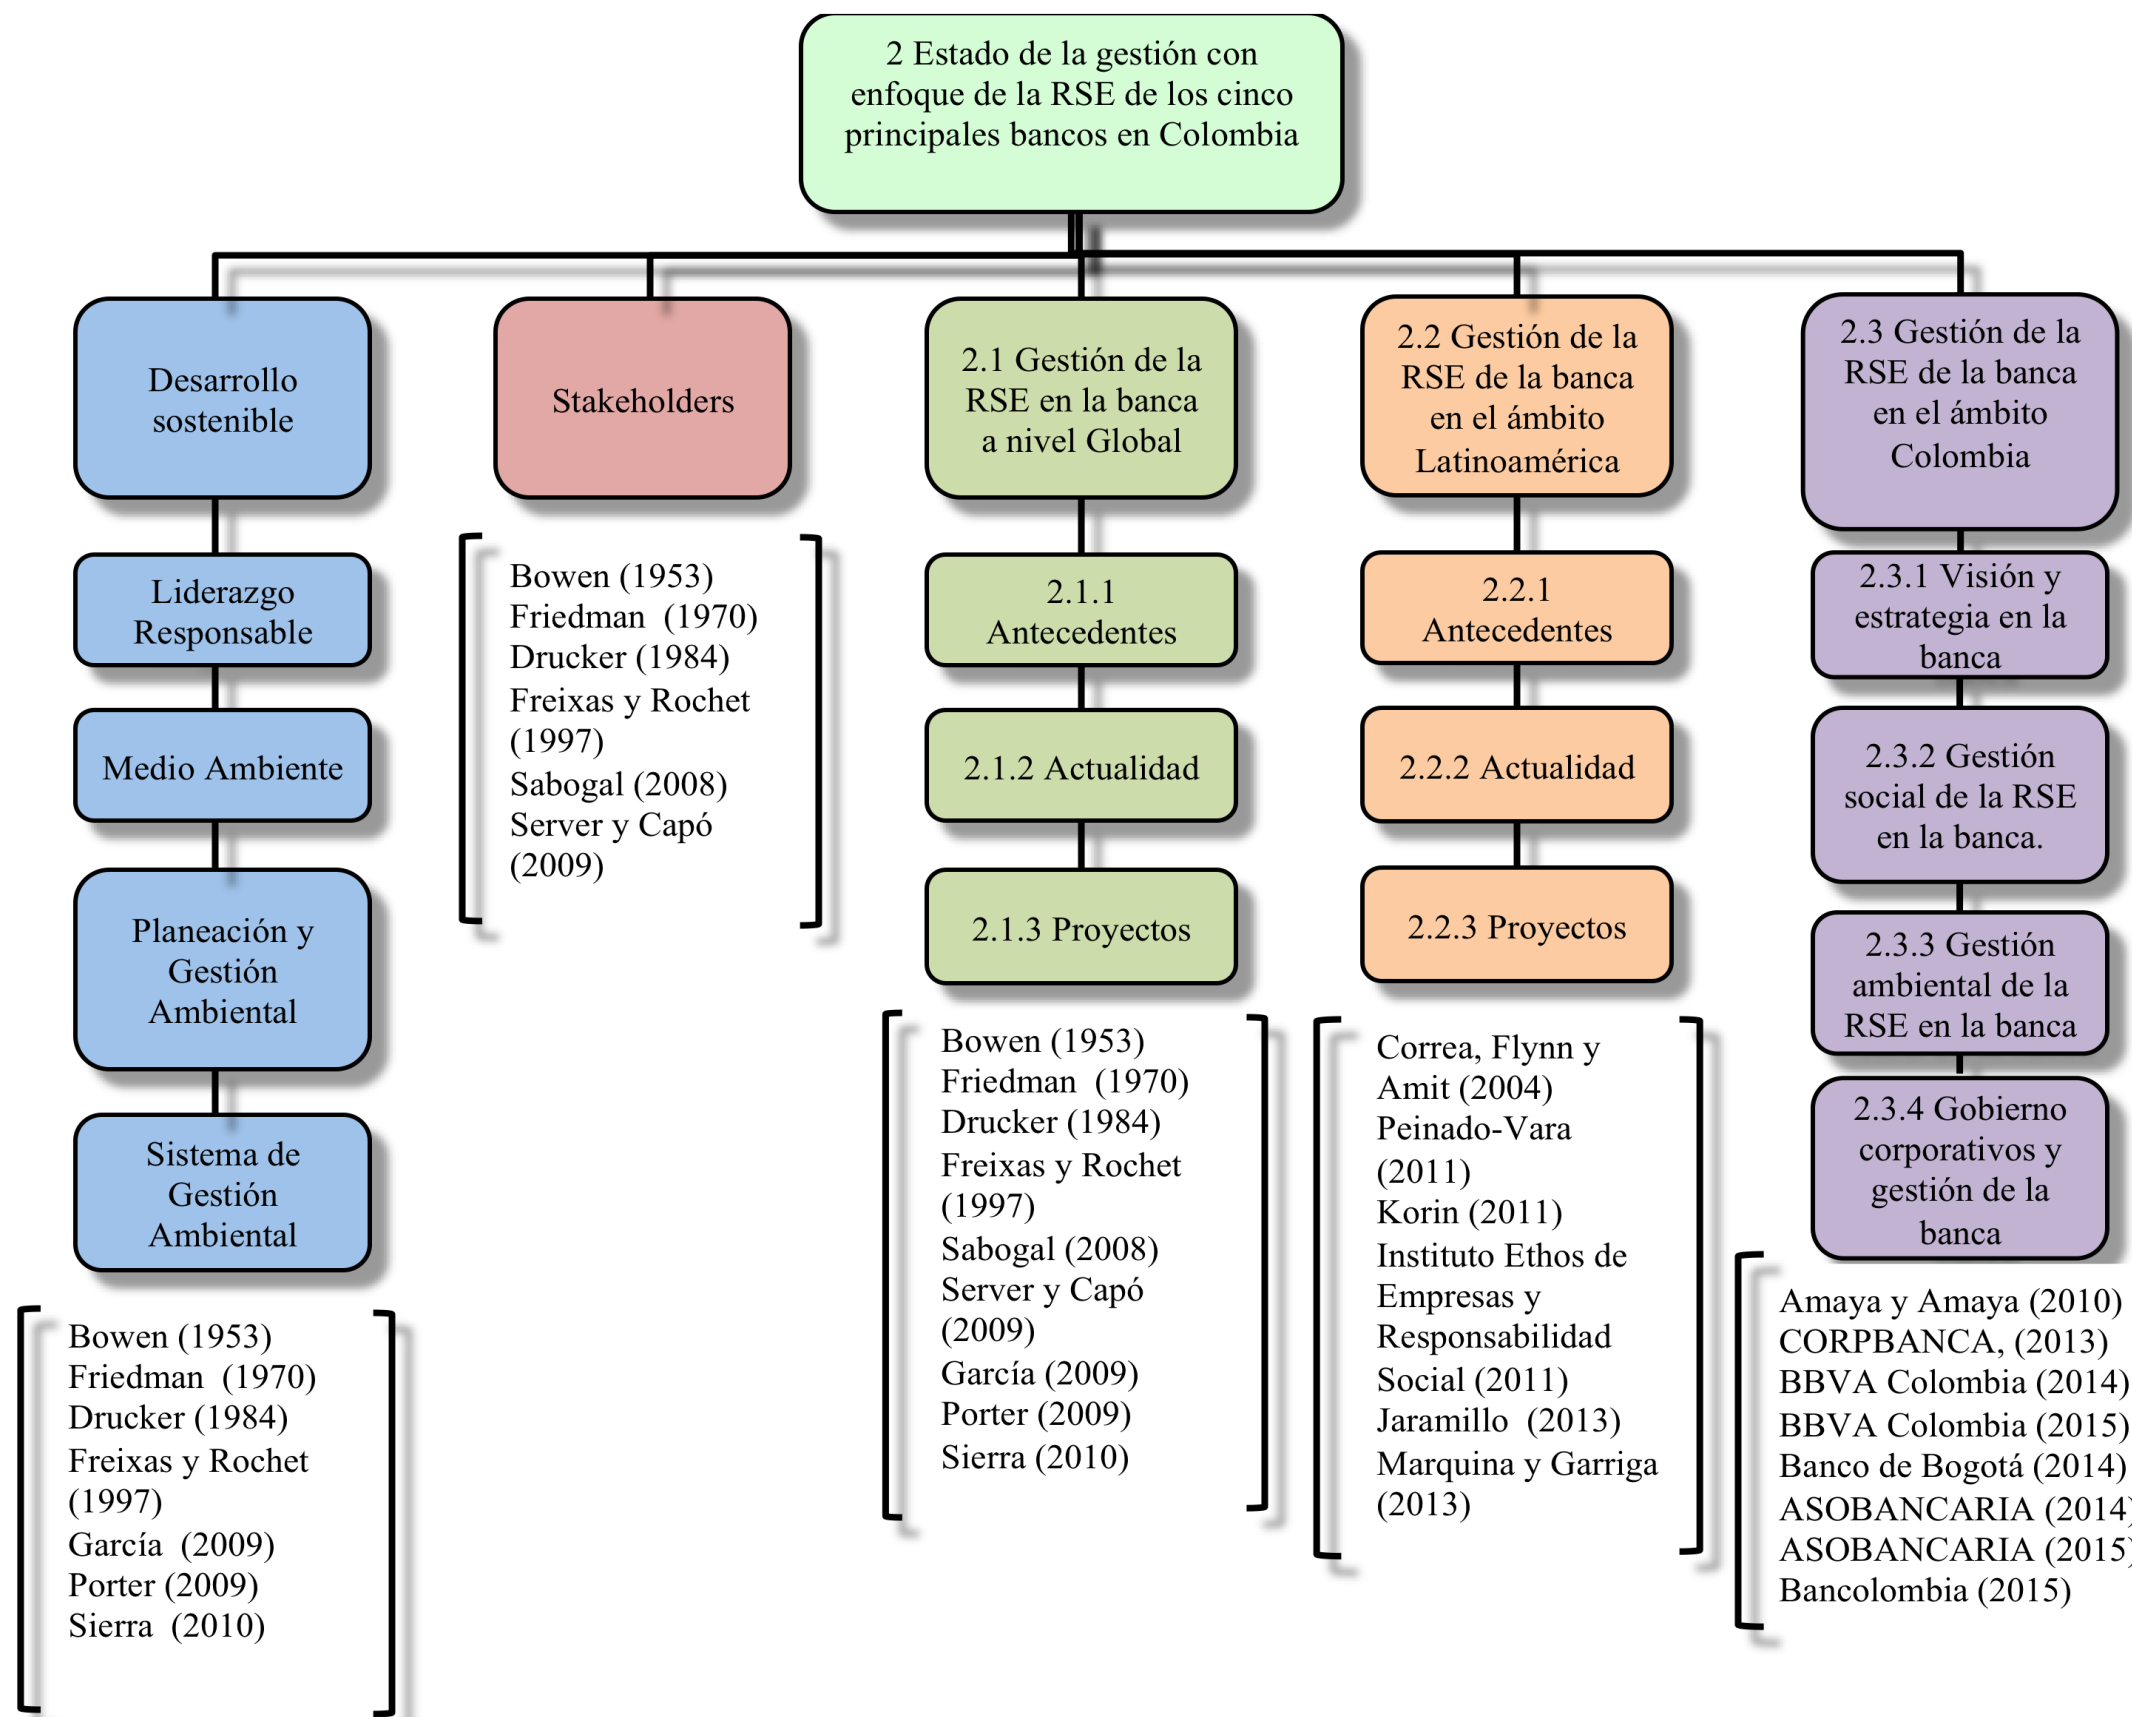 2 Estado de la gestión con
enfoque de la RSE de los cinco
principales bancos en Colombia
Desarrollo
sostenible
Liderazgo
Responsable
Medio Ambiente
Planeación y
Gestión
Ambiental
Sistema de
Gestión
Ambiental
Bowen (1953)
Friedman  (1970)
Drucker (1984)
Freixas y Rochet
(1997)
García  (2009)
Porter (2009)
Sierra  (2010)
Stakeholders
Bowen (1953)
Friedman  (1970)
Drucker (1984)
Freixas y Rochet
(1997)
Sabogal (2008)
Server y Capó
(2009)
2.1 Gestión de la
RSE en la banca
a nivel Global
2.1.1
Antecedentes
2.1.2 Actualidad
2.1.3 Proyectos
Bowen (1953)
Friedman  (1970)
Drucker (1984)
Freixas y Rochet
(1997)
Sabogal (2008)
Server y Capó
(2009)
García (2009)
Porter (2009)
Sierra (2010)
2.2 Gestión de la
RSE de la banca
en el ámbito
Latinoamérica
2.2.1
Antecedentes
2.2.2 Actualidad
2.2.3 Proyectos
Correa, Flynn y
Amit (2004)
Peinado-Vara
(2011)
Korin (2011)
Instituto Ethos de
Empresas y
Responsabilidad
Social (2011)
Jaramillo  (2013)
Marquina y Garriga
(2013)
2.3 Gestión de la
RSE de la banca
en el ámbito
Colombia
2.3.1 Visión y
estrategia en la
banca
2.3.2 Gestión
social de la RSE
en la banca.
2.3.3 Gestión
ambiental de la
RSE en la banca
2.3.4 Gobierno
corporativos y
gestión de la
banca
Amaya y Amaya (2010)
CORPBANCA, (2013)
BBVA Colombia (2014)
BBVA Colombia (2015)
Banco de Bogotá (2014)
ASOBANCARIA (2014)
ASOBANCARIA (2015)
Bancolombia (2015)